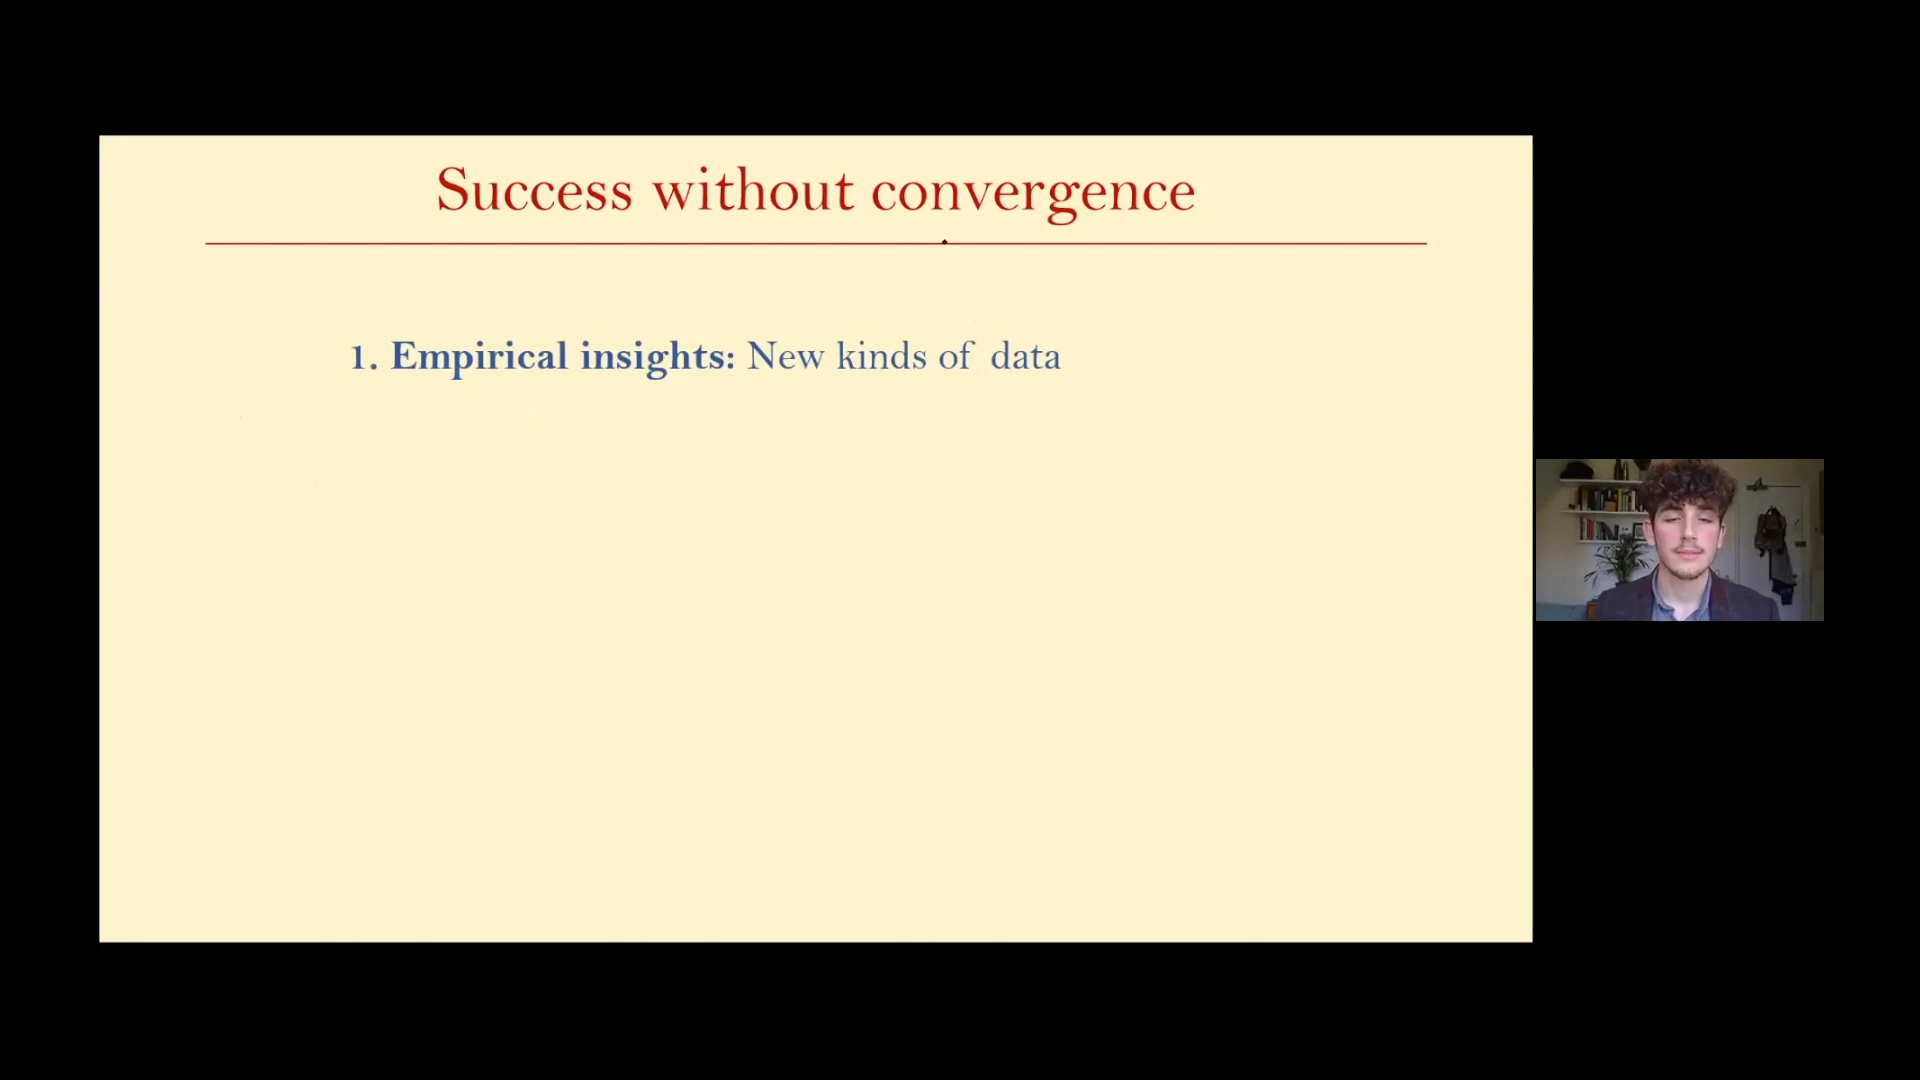 Success without convergence
1. Empirical insights: New kinds of data